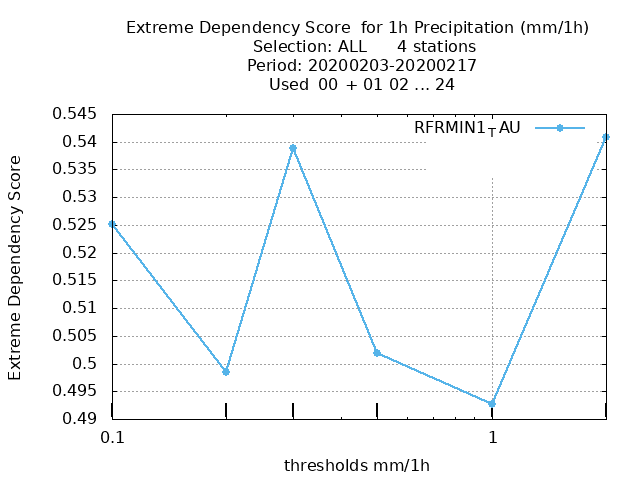 Extreme Dependency Score  for 1h Precipitation (mm/1h)
Selection: ALL      4 stations
Period: 20200203-20200217
Used  00 + 01 02 ... 24
RFRMIN1_TAU
Extreme Dependency Score
0.545
0.54
0.535
0.53
0.525
0.52
0.515
0.51
0.505
0.5
0.495
0.49
0.1
1
thresholds mm/1h